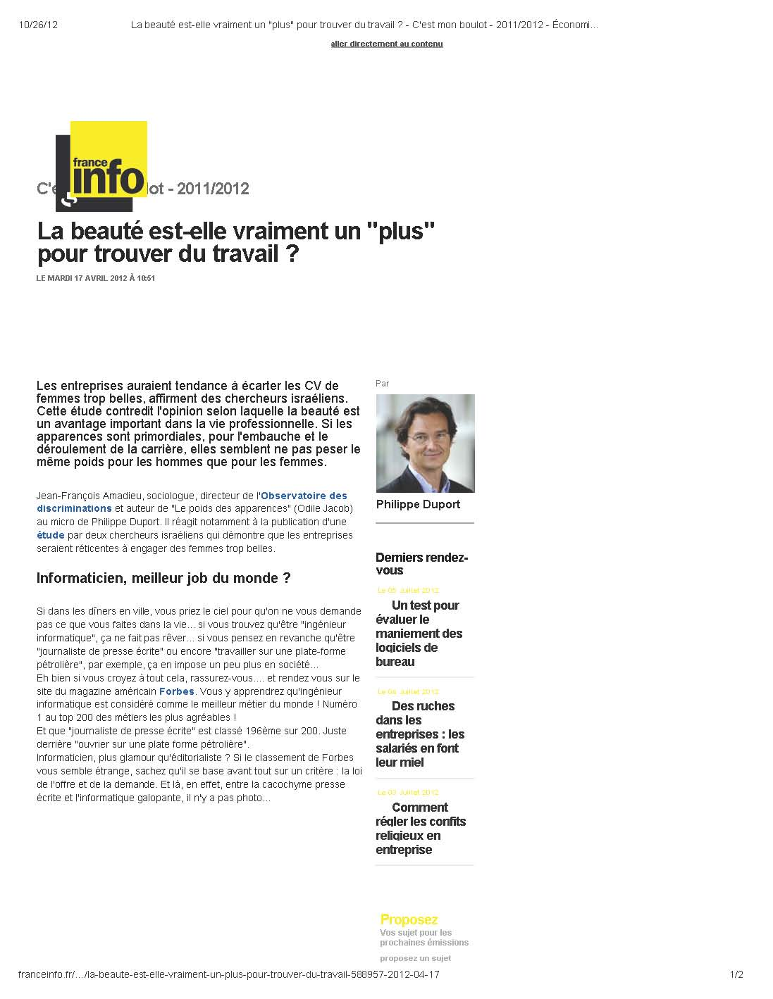 10/26/12 La beauté est-elle vraiment un "plus" pour trouver du travail ? - C'est mon boulot - 2011/2012 - Économi...
aller directement au contenu
france
info
C'e lot - 2011/2012
La beauté est-elle vraiment un "plus"
pour trouver du travail ?
LE MARDI 17 AVRIL 2012 À 10:51
Les entreprises auraient tendance à écarter les CV de
femmes trop belles, affirment des chercheurs israéliens.
Cette étude contredit l'opinion selon laquelle la beauté est
un avantage important dans la vie professionnelle. Si les
apparences sont primordiales, pour l'embauche et le
déroulement de la carrière, elles semblent ne pas peser le
même poids pour les hommes que pour les femmes.
Jean-François Amadieu, sociologue, directeur de l'Observatoire des
discriminations et auteur de "Le poids des apparences" (Odile Jacob)
au micro de Philippe Duport. Il réagit notamment à la publication d'une
étude par deux chercheurs israéliens qui démontre que les entreprises
seraient réticentes à engager des femmes trop belles.
Informaticien, meilleur job du monde ?
Si dans les dîners en ville, vous priez le ciel pour qu'on ne vous demande
pas ce que vous faites dans la vie... si vous trouvez qu'être "ingénieur
informatique", ça ne fait pas rêver... si vous pensez en revanche qu'être
"journaliste de presse écrite" ou encore "travailler sur une plate-forme
pétrolière", par exemple, ça en impose un peu plus en société...
Eh bien si vous croyez à tout cela, rassurez-vous.... et rendez vous sur le
site du magazine américain Forbes. Vous y apprendrez qu'ingénieur
informatique est considéré comme le meilleur métier du monde ! Numéro
1 au top 200 des métiers les plus agréables !
Et que "journaliste de presse écrite" est classé 196ème sur 200. Juste
derrière "ouvrier sur une plate forme pétrolière".
Informaticien, plus glamour qu'éditorialiste ? Si le classement de Forbes
vous semble étrange, sachez qu'il se base avant tout sur un critère : la loi
de l'offre et de la demande. Et là, en effet, entre la cacochyme presse
écrite et l'informatique galopante, il n'y a pas photo...
Par
Philippe Duport
Derniers rendez-
vous
Le 05 Juillet 2012
Un test pour
évaluer le
maniement des
logiciels de
bureau
Le 04 Juillet 2012
Des ruches
dans les
entreprises : les
salariés en font
leur miel
Le 03 Juillet 2012
Comment
régler les confits
religieux en
entreprise
Proposez
Vos sujet pour les
prochaines émissions
proposez un sujet
franceinfo.fr/.../la-beaute-est-elle-vraiment-un-plus-pour-trouver-du-travail-588957-2012-04-17 1/2